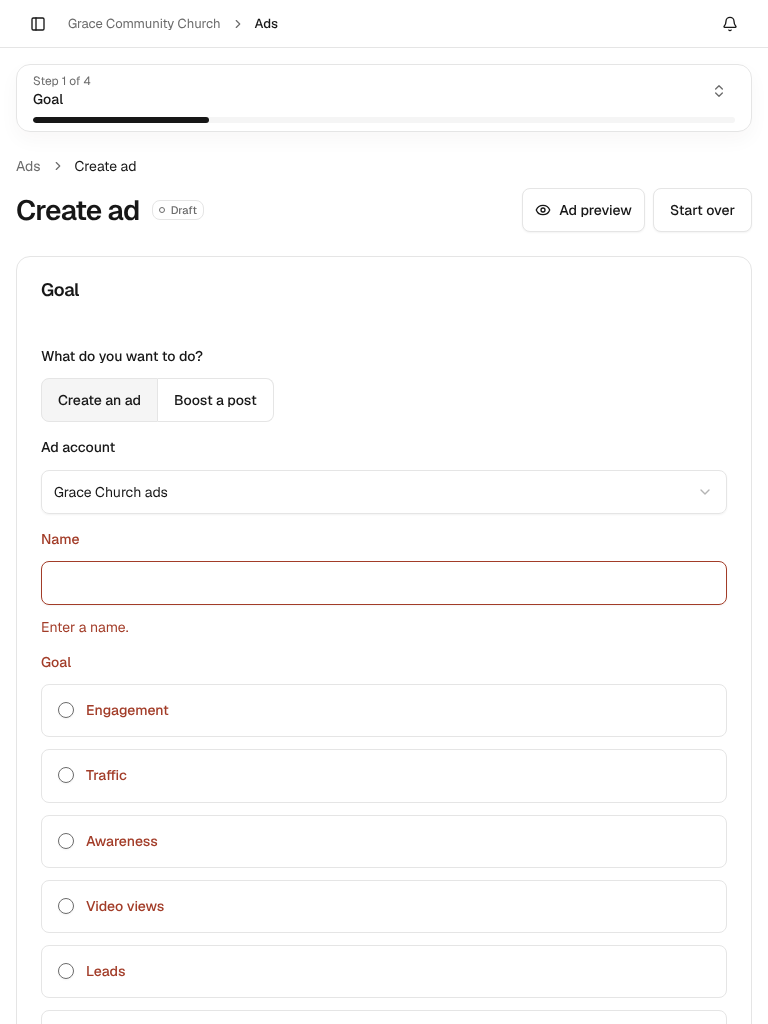 Grace Community Church > Ads
Step 1 of 4
Goal
Ads > Create ad
Create ad
Draft
Ad preview
Start over
Goal
What do you want to do?
Create an ad
Boost a post
Ad account
Grace Church ads
Name
Enter a name.
Goal
Engagement
Traffic
Awareness
Video views
Leads